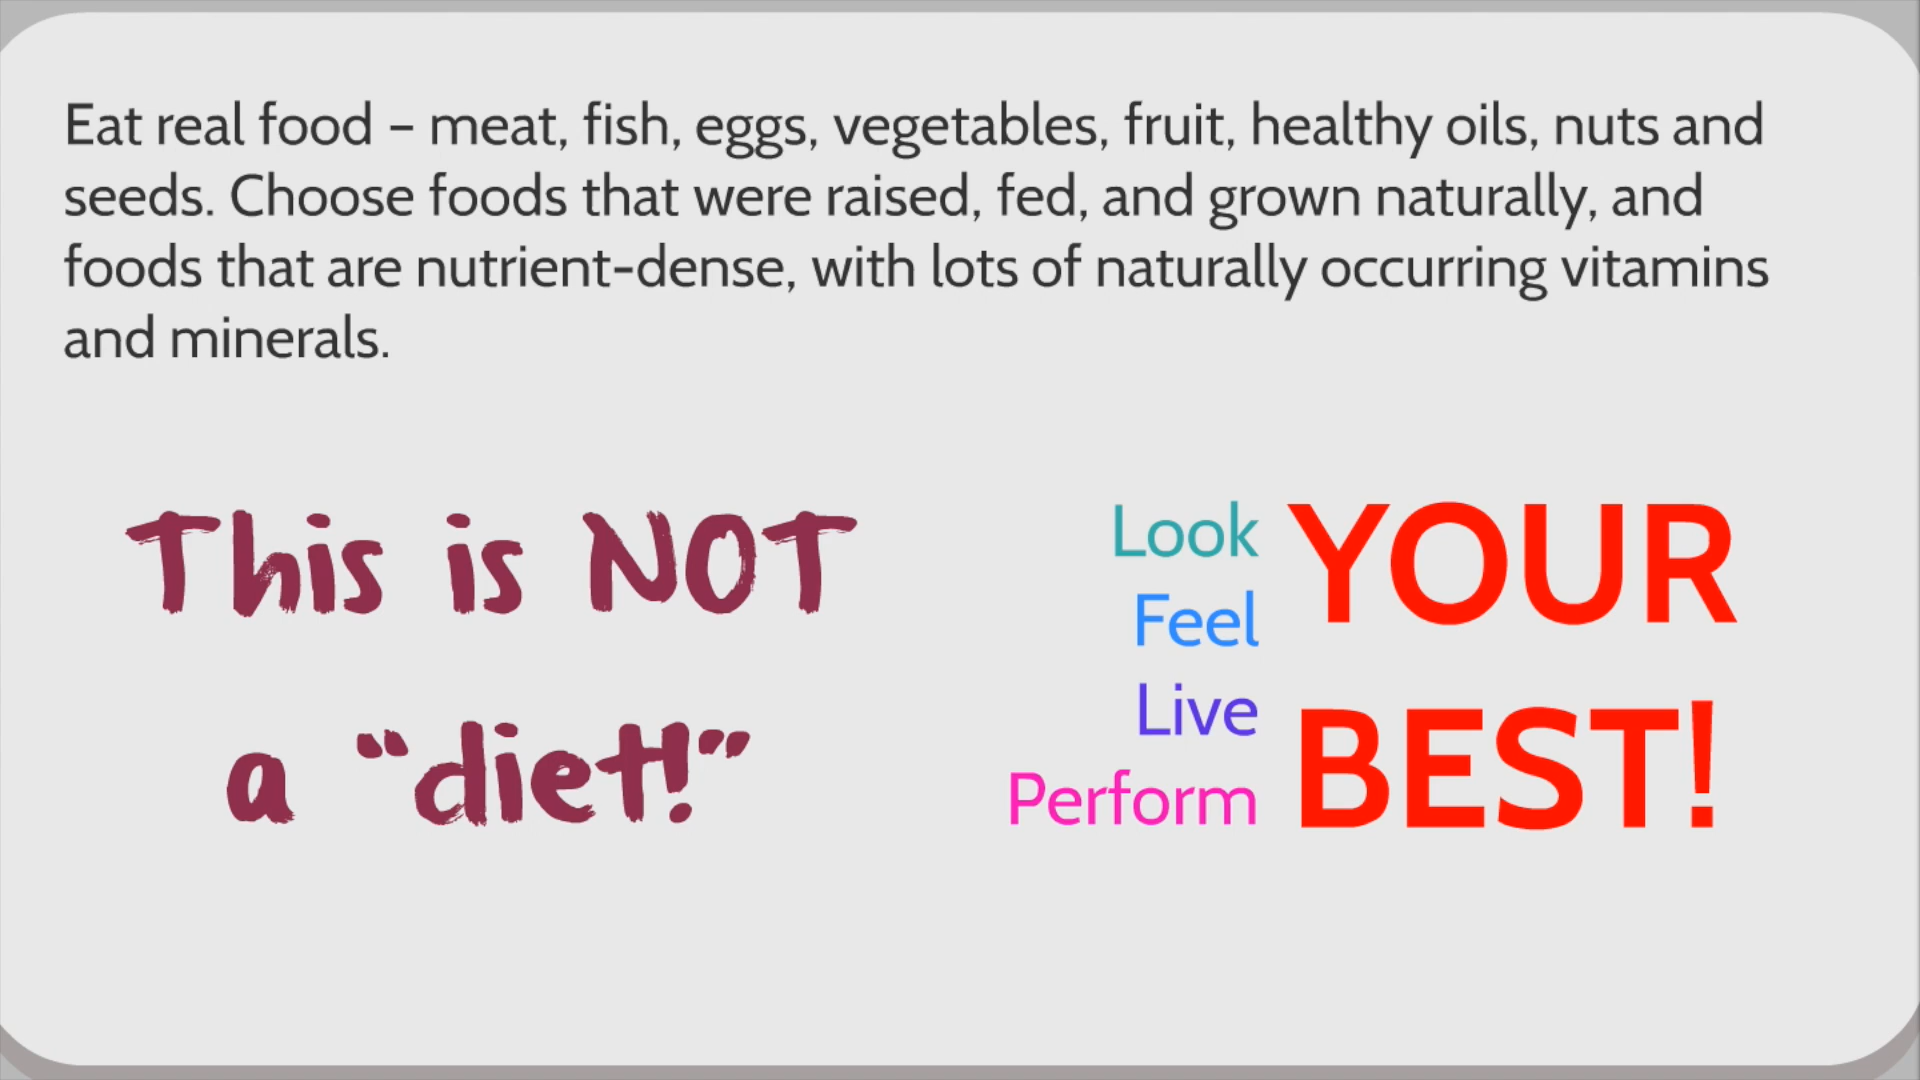 Eat real food – meat, fish, eggs, vegetables, fruit, healthy oils, nuts and
seeds. Choose foods that were raised, fed, and grown naturally, and
foods that are nutrient-dense, with lots of naturally occurring vitamins
and minerals.
This is NOT
a “diet!”
Look
Feel
Live
Perform
YOUR
BEST!